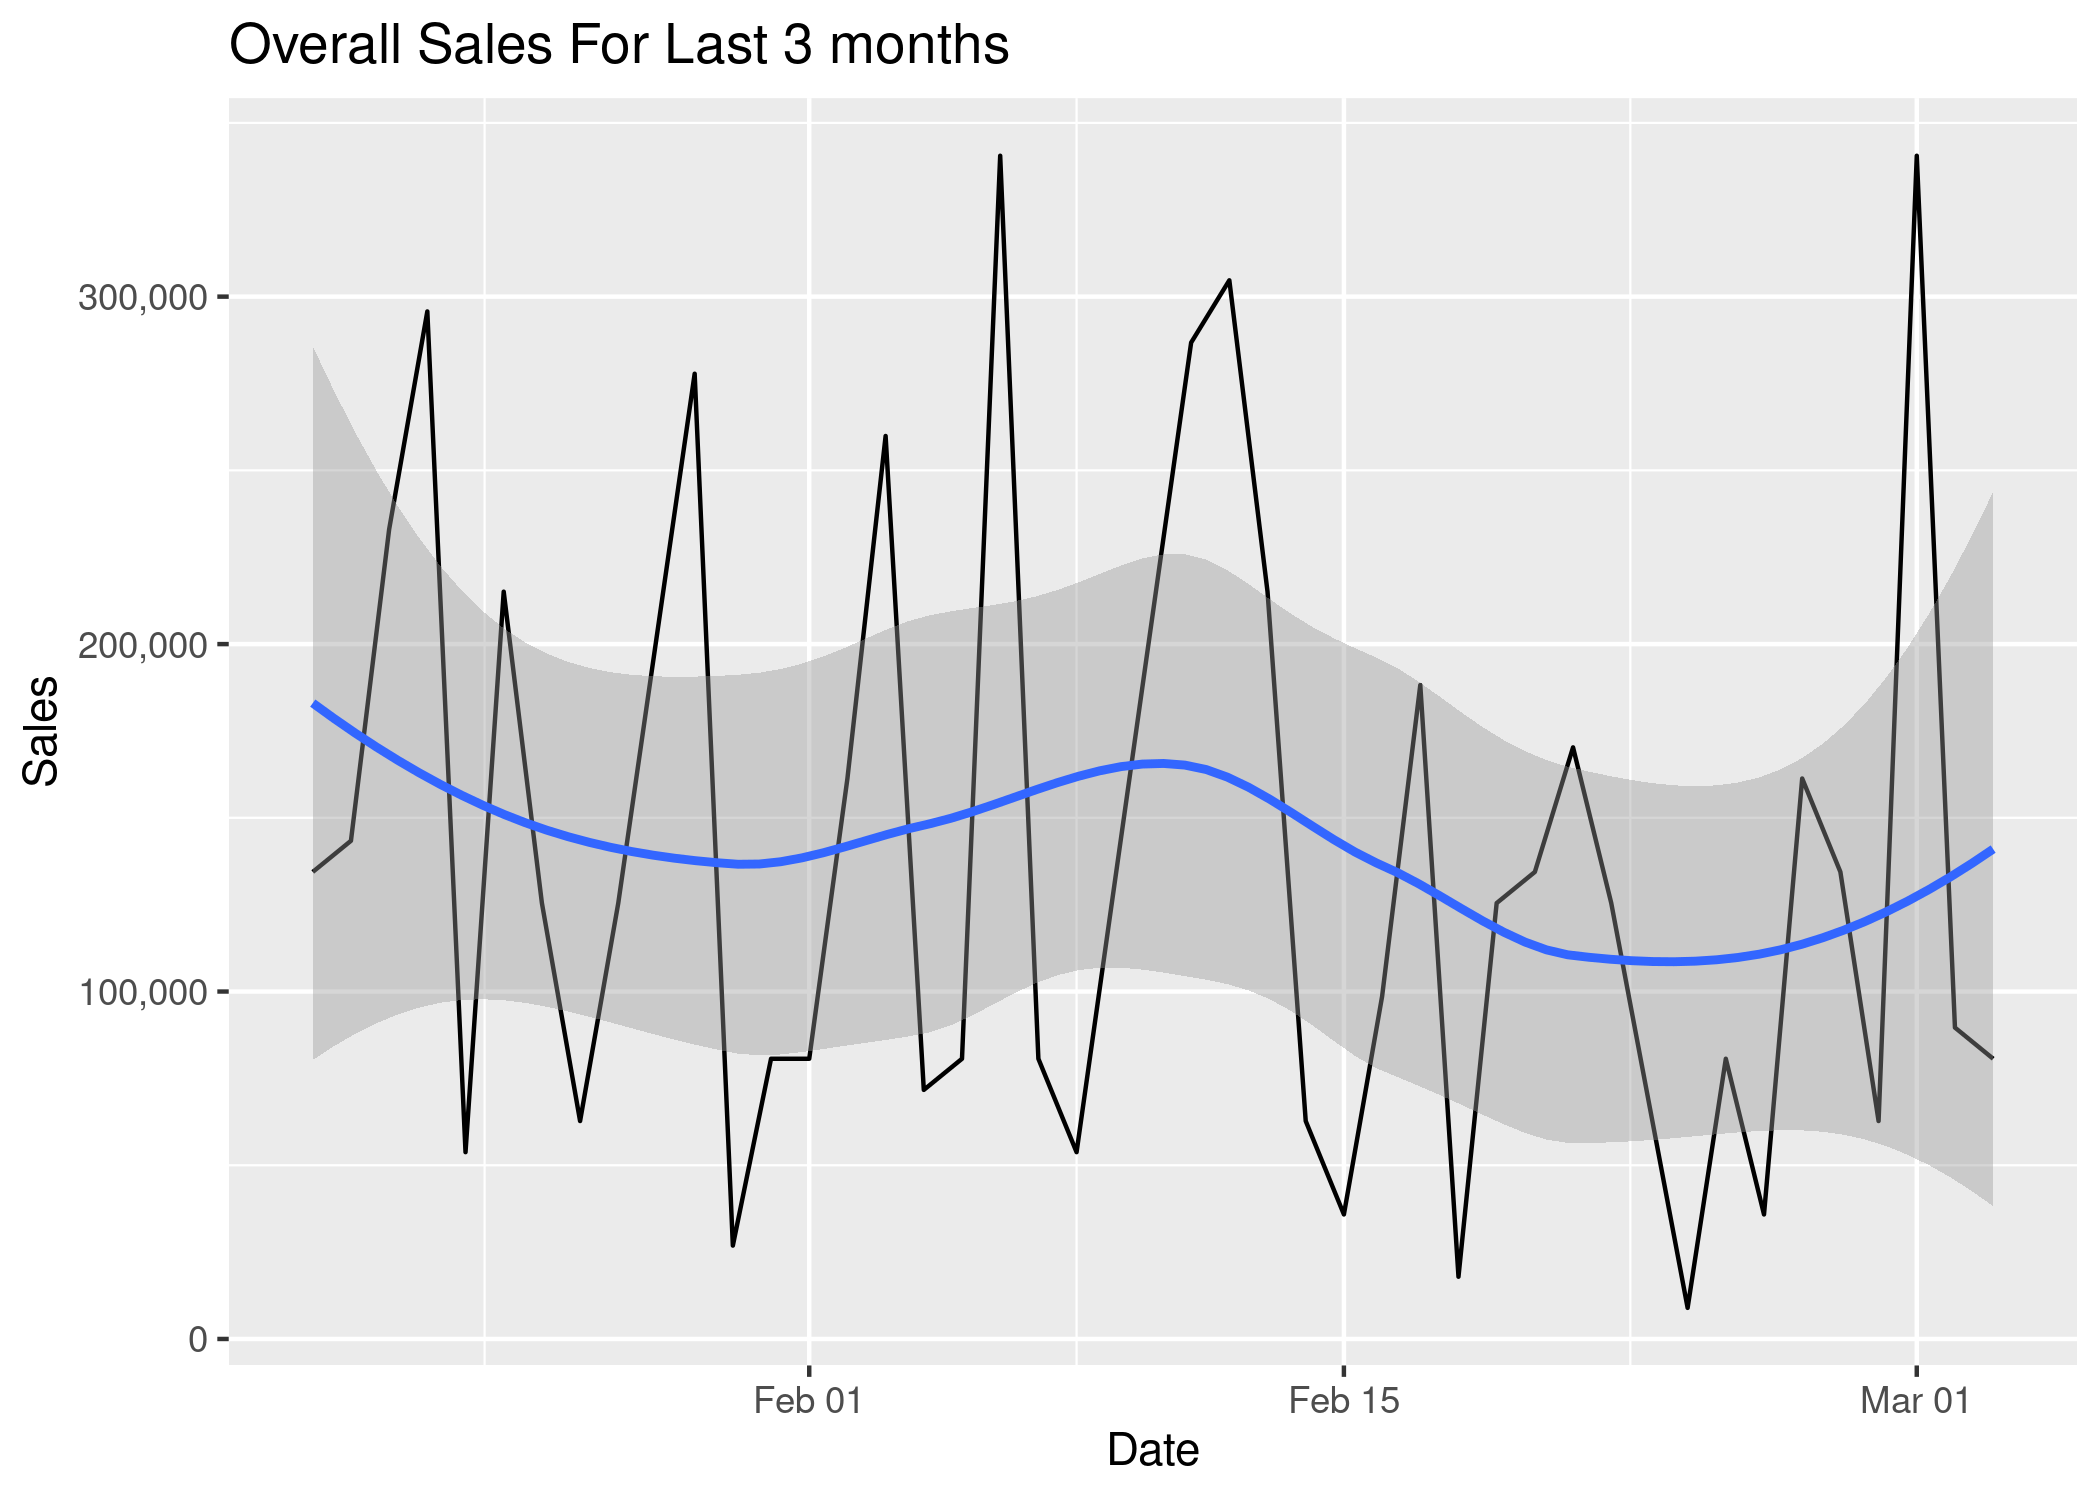 Overall Sales For Last 3 months
Sales
300,000
200,000
100,000
0
Feb 01
Feb 15
Mar 01
Date